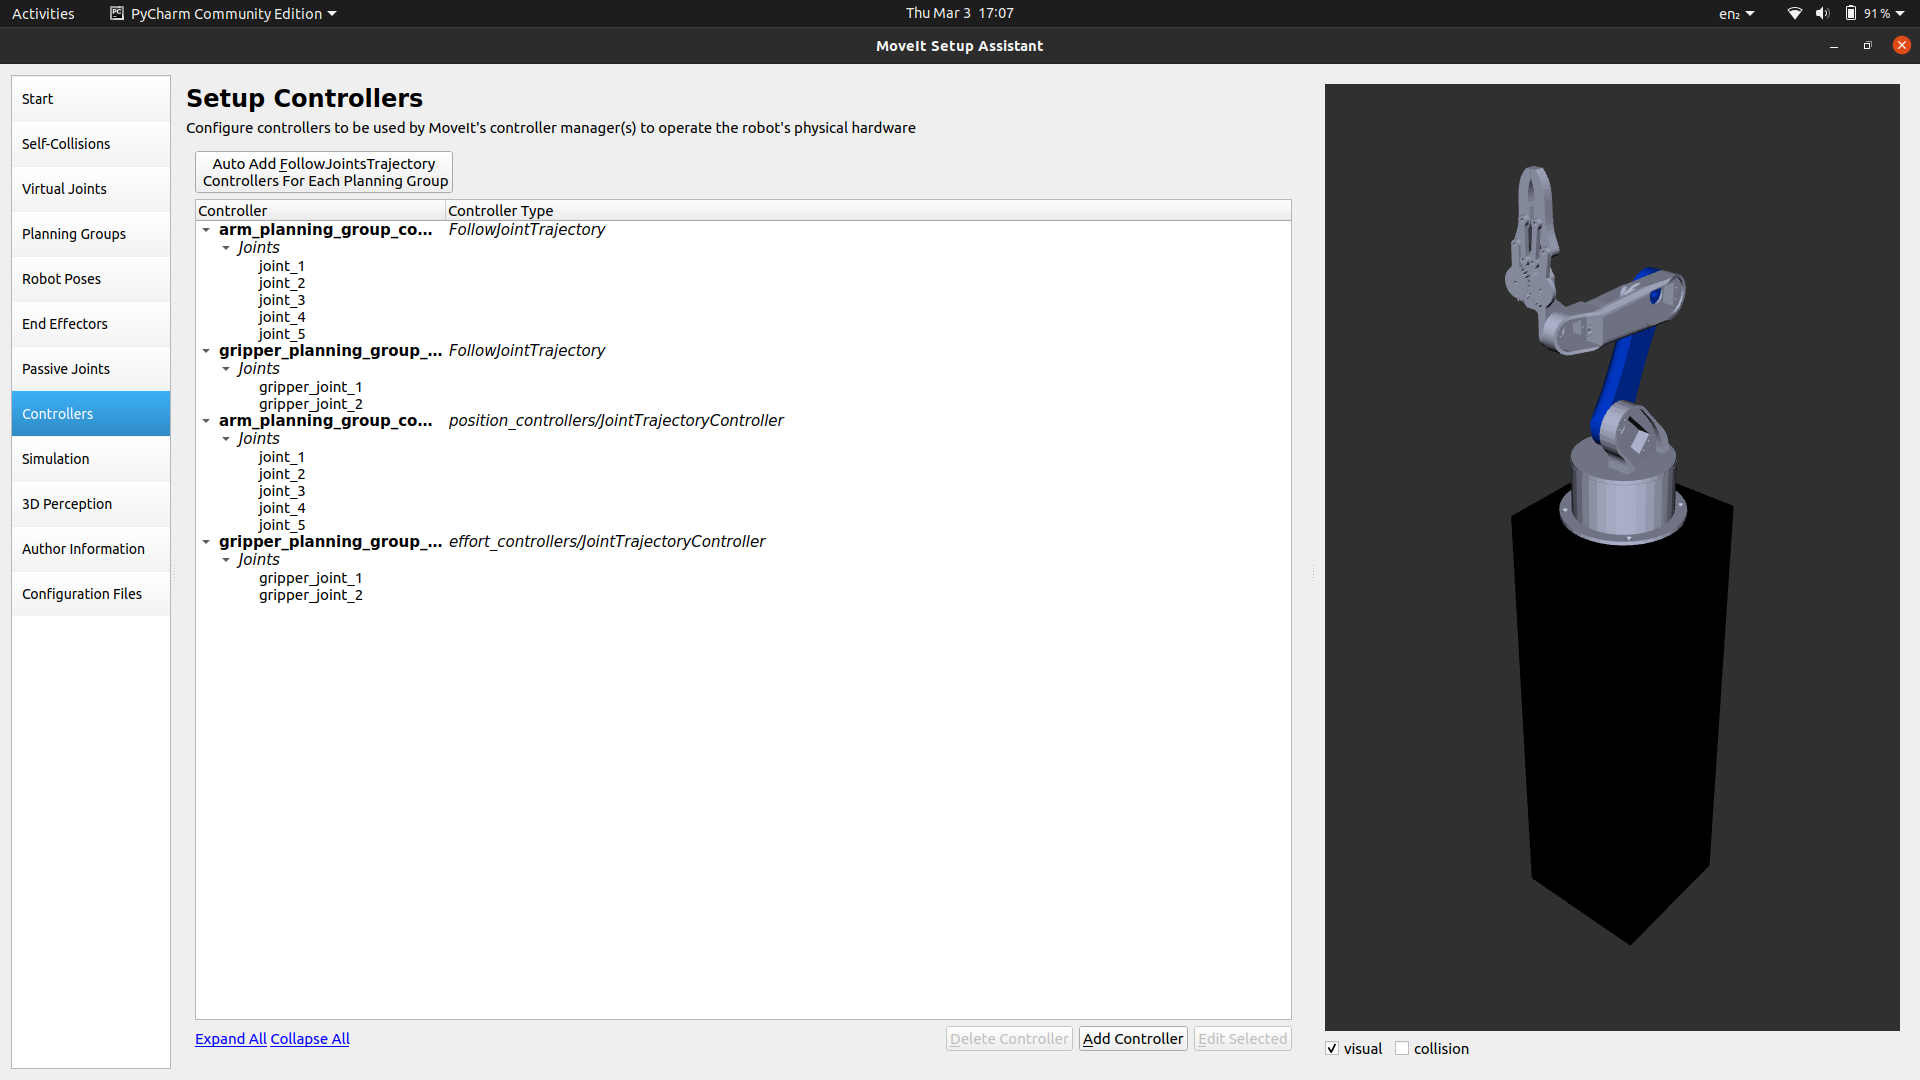 Activities
PyCharm Community Edition
Thu Mar 3 17:07
en₂
91 %
MoveIt Setup Assistant
Start
Self-Collisions
Virtual Joints
Planning Groups
Robot Poses
End Effectors
Passive Joints
Controllers
Simulation
3D Perception
Author Information
Configuration Files
Setup Controllers
Configure controllers to be used by MoveIt's controller manager(s) to operate the robot's physical hardware
Auto Add FollowJointsTrajectory
Controllers For Each Planning Group
Controller Controller Type
arm_planning_group_co... FollowJointTrajectory
Joints
joint_1
joint_2
joint_3
joint_4
joint_5
gripper_planning_group_... FollowJointTrajectory
Joints
gripper_joint_1
gripper_joint_2
arm_planning_group_co... position_controllers/JointTrajectoryController
Joints
joint_1
joint_2
joint_3
joint_4
joint_5
gripper_planning_group_... effort_controllers/JointTrajectoryController
Joints
gripper_joint_1
gripper_joint_2
Expand All Collapse All
Delete Controller
Add Controller
Edit Selected
visual
collision